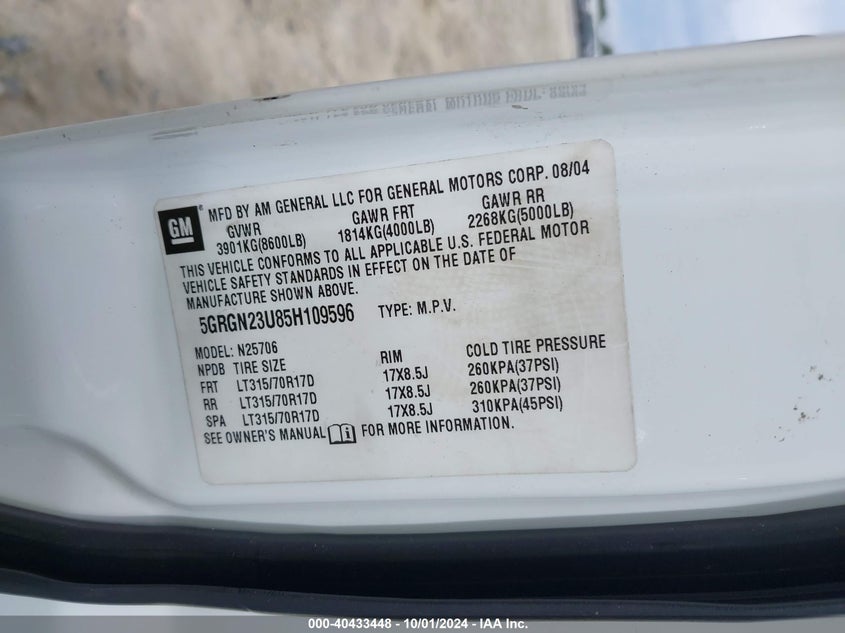 GENERAL MOTORS CORP.
GM ®
MFD BY AM GENERAL LLC FOR GENERAL MOTORS CORP. 08/04
GVWR GAWR FRT GAWR RR
3901KG(8600LB) 1814KG(4000LB) 2268KG(5000LB)
THIS VEHICLE CONFORMS TO ALL APPLICABLE U.S. FEDERAL MOTOR
VEHICLE SAFETY STANDARDS IN EFFECT ON THE DATE OF
MANUFACTURE SHOWN ABOVE.
5GRGN23U85H109596 TYPE: M.P.V.
MODEL: N25706
NPDB TIRE SIZE RIM COLD TIRE PRESSURE
FRT LT315/70R17D 17X8.5J 260KPA(37PSI)
RR LT315/70R17D 17X8.5J 260KPA(37PSI)
SPA LT315/70R17D 17X8.5J 310KPA(45PSI)
SEE OWNER'S MANUAL FOR MORE INFORMATION.
000-40433448 - 10/01/2024 - IAA Inc.